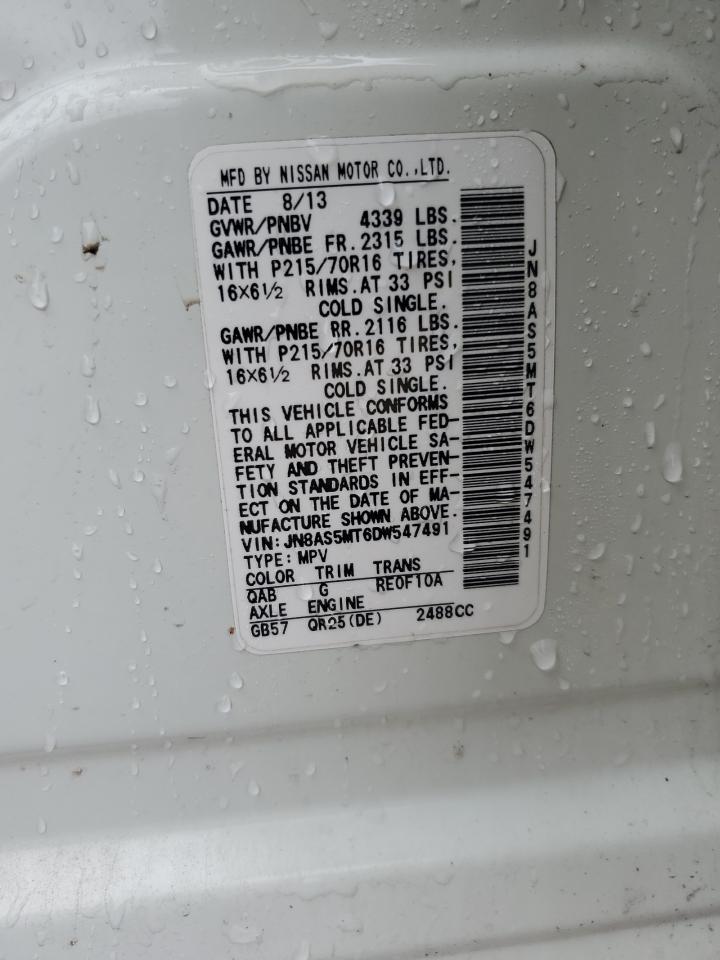 MFD BY NISSAN MOTOR CO.,LTD.
DATE 8/13
GVWR/PNBV 4339 LBS.
GAWR/PNBE FR.2315 LBS.
WITH P215/70R16 TIRES,
16X6½ RIMS.AT 33 PSI
COLD SINGLE.
GAWR/PNBE RR.2116 LBS.
WITH P215/70R16 TIRES,
16X6½ RIMS.AT 33 PSI
COLD SINGLE.
THIS VEHICLE CONFORMS
TO ALL APPLICABLE FED-
ERAL MOTOR VEHICLE SA-
FETY AND THEFT PREVEN-
TION STANDARDS IN EFF-
ECT ON THE DATE OF MA-
NUFACTURE SHOWN ABOVE.
VIN: JN8AS5MT6DW547491
TYPE: MPV
COLOR TRIM TRANS
QAB G RE0F10A
AXLE ENGINE
GB57 QR25(DE) 2488CC
JN8AS5MT6DW547491